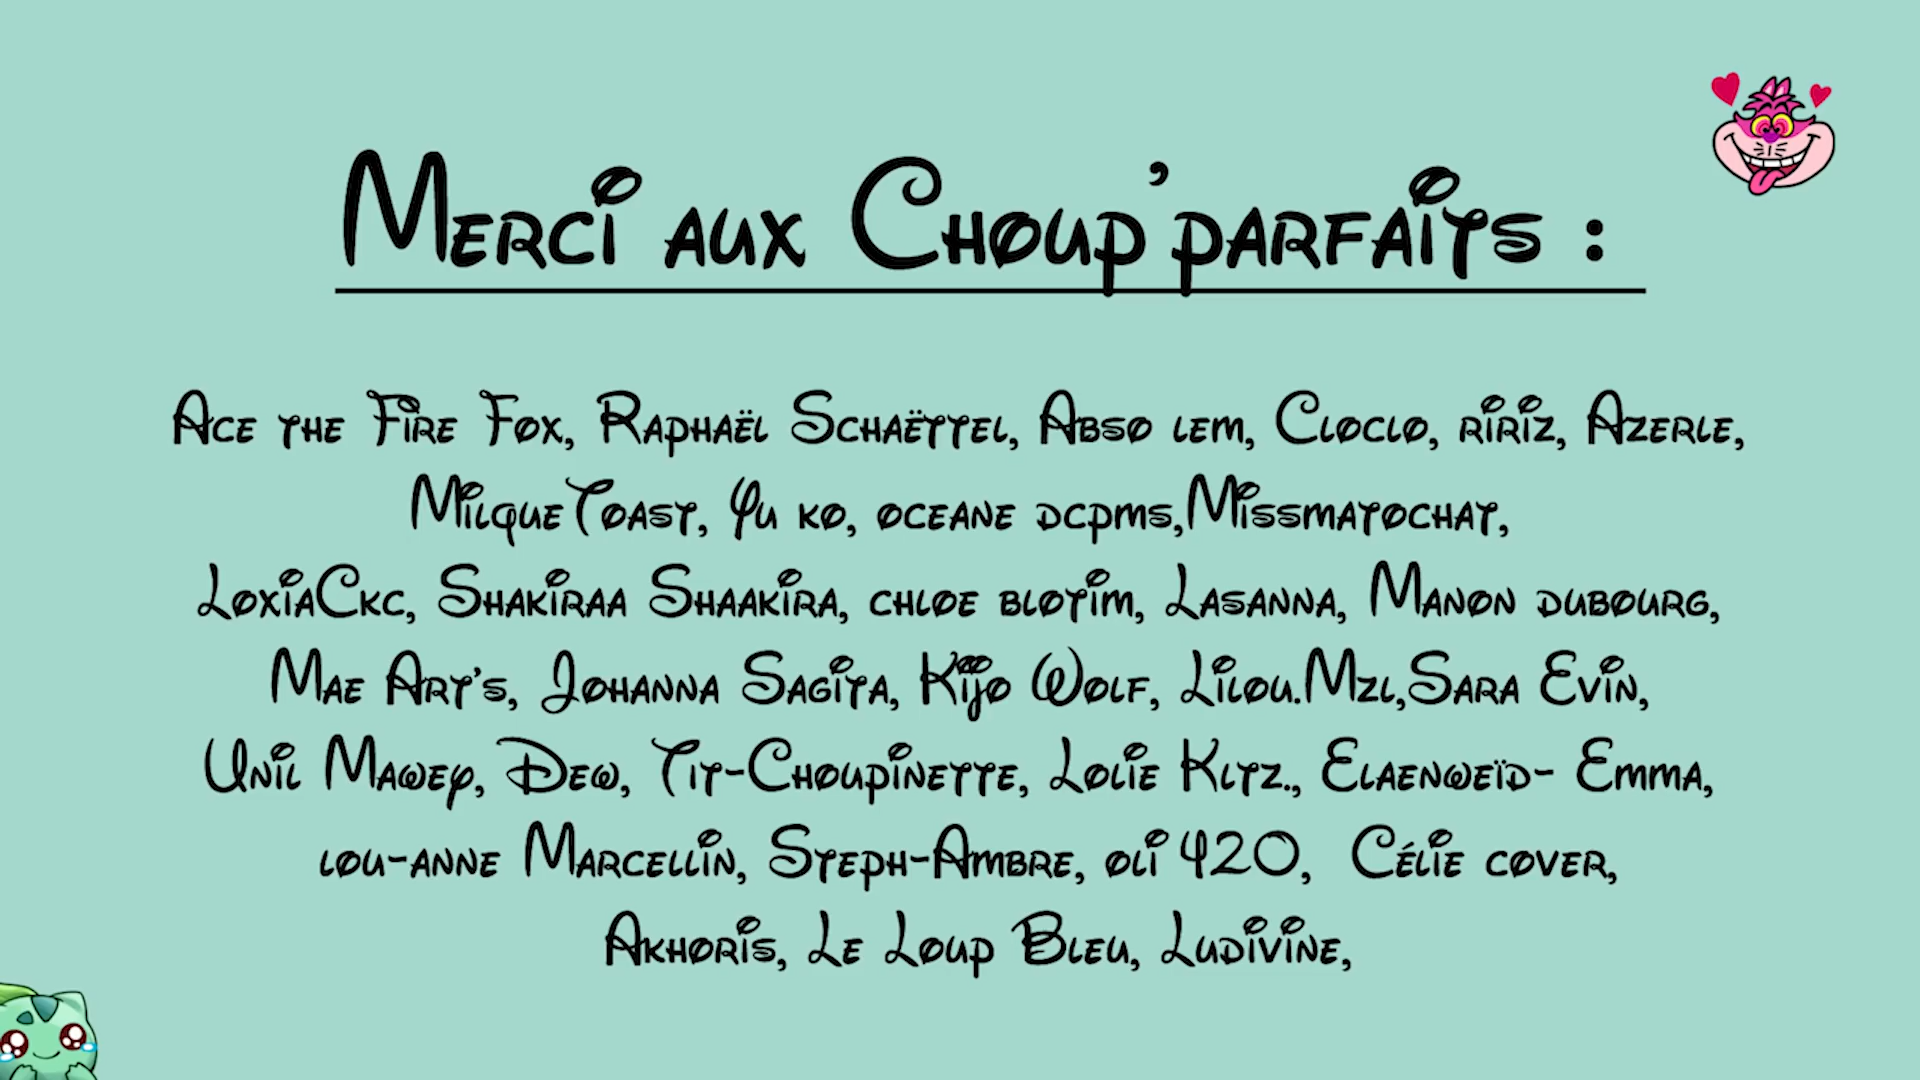 Merci aux Choup'parfaits :
Ace the Fire Fox, Raphaël Schaëttel, Abso lem, Cloclo, ririz, Azerle,
MilqueToast, Yu ko, oceane dcpms,Missmatochat,
LoxiaCkc, Shakiraa Shaakira, chloe blotim, Lasanna, Manon dubourg,
Mae Art's, Johanna Sagita, Kijo Wolf, Lilou.Mzl,Sara Evin,
Unil Mawey, Dew, Tit-Choupinette, Lolie Kltz., Elaenweïd- Emma,
lou-anne Marcellin, Steph-Ambre, oli 420, Célie cover,
Akhoris, Le Loup Bleu, Ludivine,